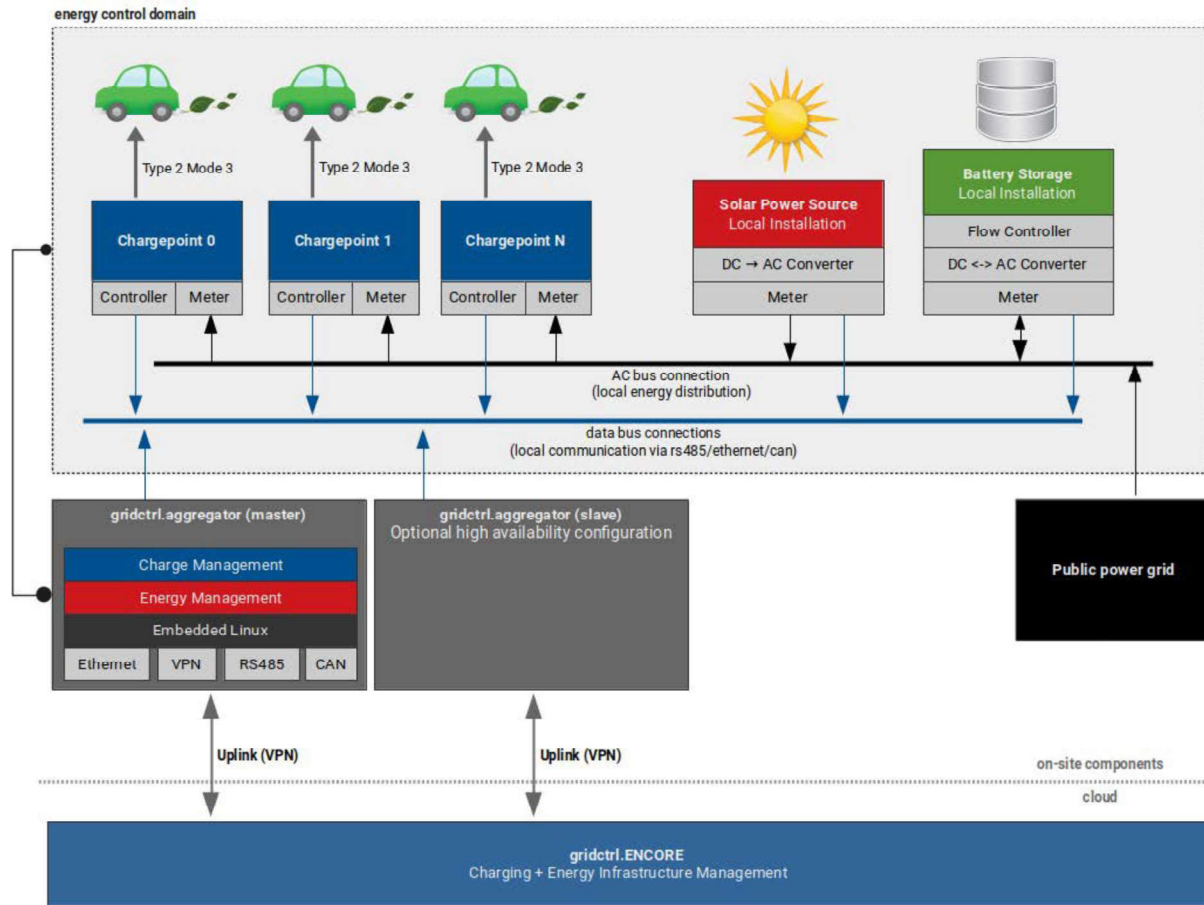 energy control domain
Type 2 Mode 3
Type 2 Mode 3
Type 2 Mode 3
Chargepoint 0
Controller
Meter
Chargepoint 1
Controller
Meter
Chargepoint N
Controller
Meter
Solar Power Source
Local Installation
DC → AC Converter
Meter
Battery Storage
Local Installation
Flow Controller
DC <-> AC Converter
Meter
AC bus connection
(local energy distribution)
data bus connections
(local communication via rs485/ethernet/can)
gridctrl.aggregator (master)
Charge Management
Energy Management
Embedded Linux
Ethernet
VPN
RS485
CAN
gridctrl.aggregator (slave)
Optional high availability configuration
Public power grid
Uplink (VPN)
Uplink (VPN)
on-site components
cloud
gridctrl.ENCORE
Charging + Energy Infrastructure Management